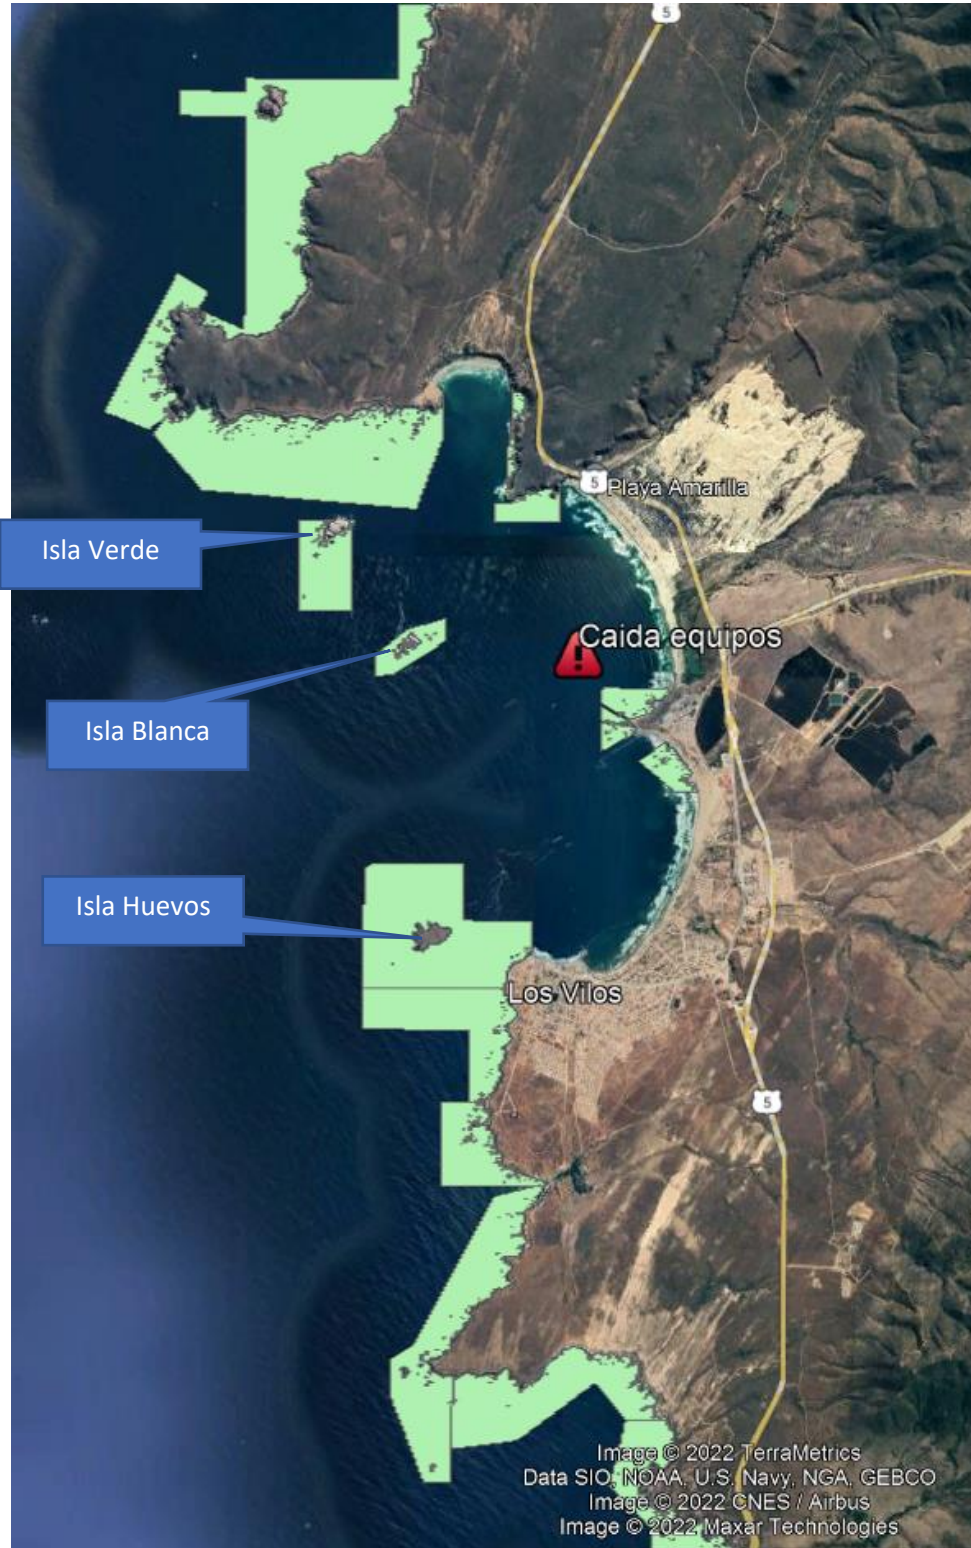 5
5
Playa Amarilla
Isla Verde
Caida equipos
Isla Blanca
Isla Huevos
Los Vilos
5
Image © 2022 TerraMetrics
Data SIO, NOAA, U.S. Navy, NGA, GEBCO
Image © 2022 CNES / Airbus
Image © 2022 Maxar Technologies